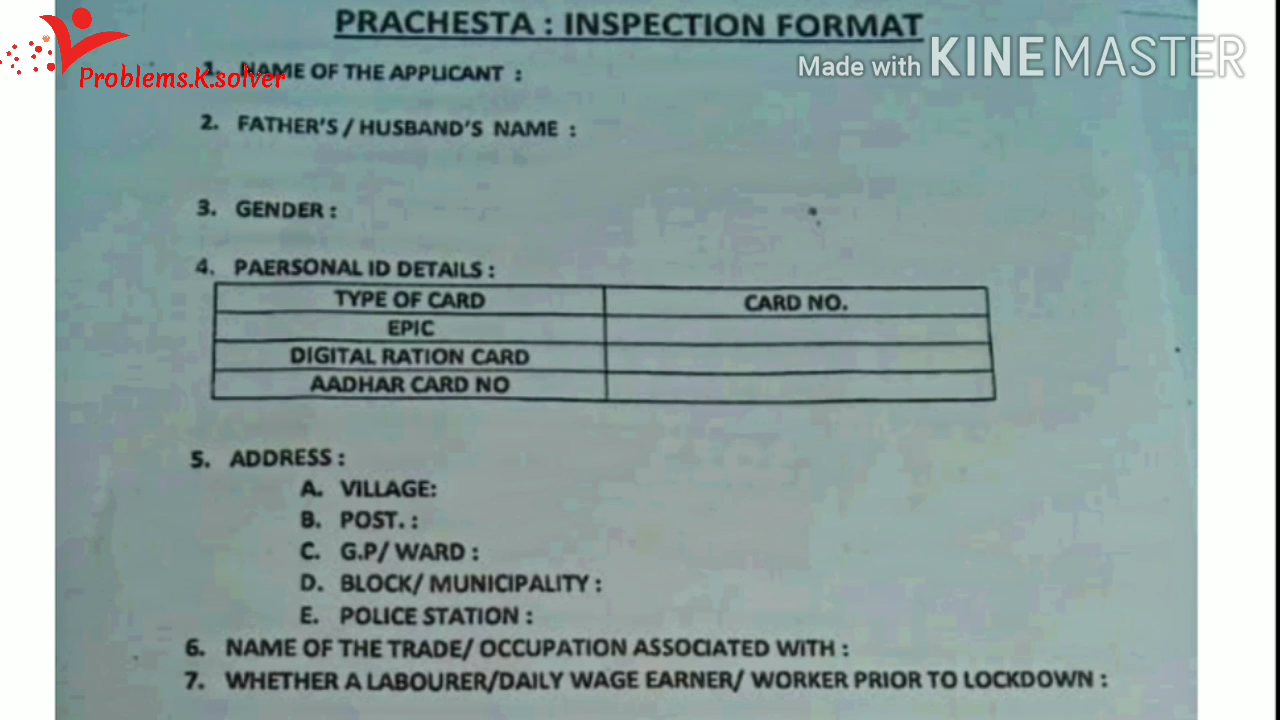 PRACHESTA : INSPECTION FORMAT
Made with KINEMASTER
Problems.K.solver
1. NAME OF THE APPLICANT :
2. FATHER'S / HUSBAND'S NAME :
3. GENDER :
4. PAERSONAL ID DETAILS :
TYPE OF CARD CARD NO.
EPIC
DIGITAL RATION CARD
AADHAR CARD NO
5. ADDRESS :
A. VILLAGE:
B. POST. :
C. G.P/ WARD :
D. BLOCK/ MUNICIPALITY :
E. POLICE STATION :
6. NAME OF THE TRADE/ OCCUPATION ASSOCIATED WITH :
7. WHETHER A LABOURER/DAILY WAGE EARNER/ WORKER PRIOR TO LOCKDOWN :